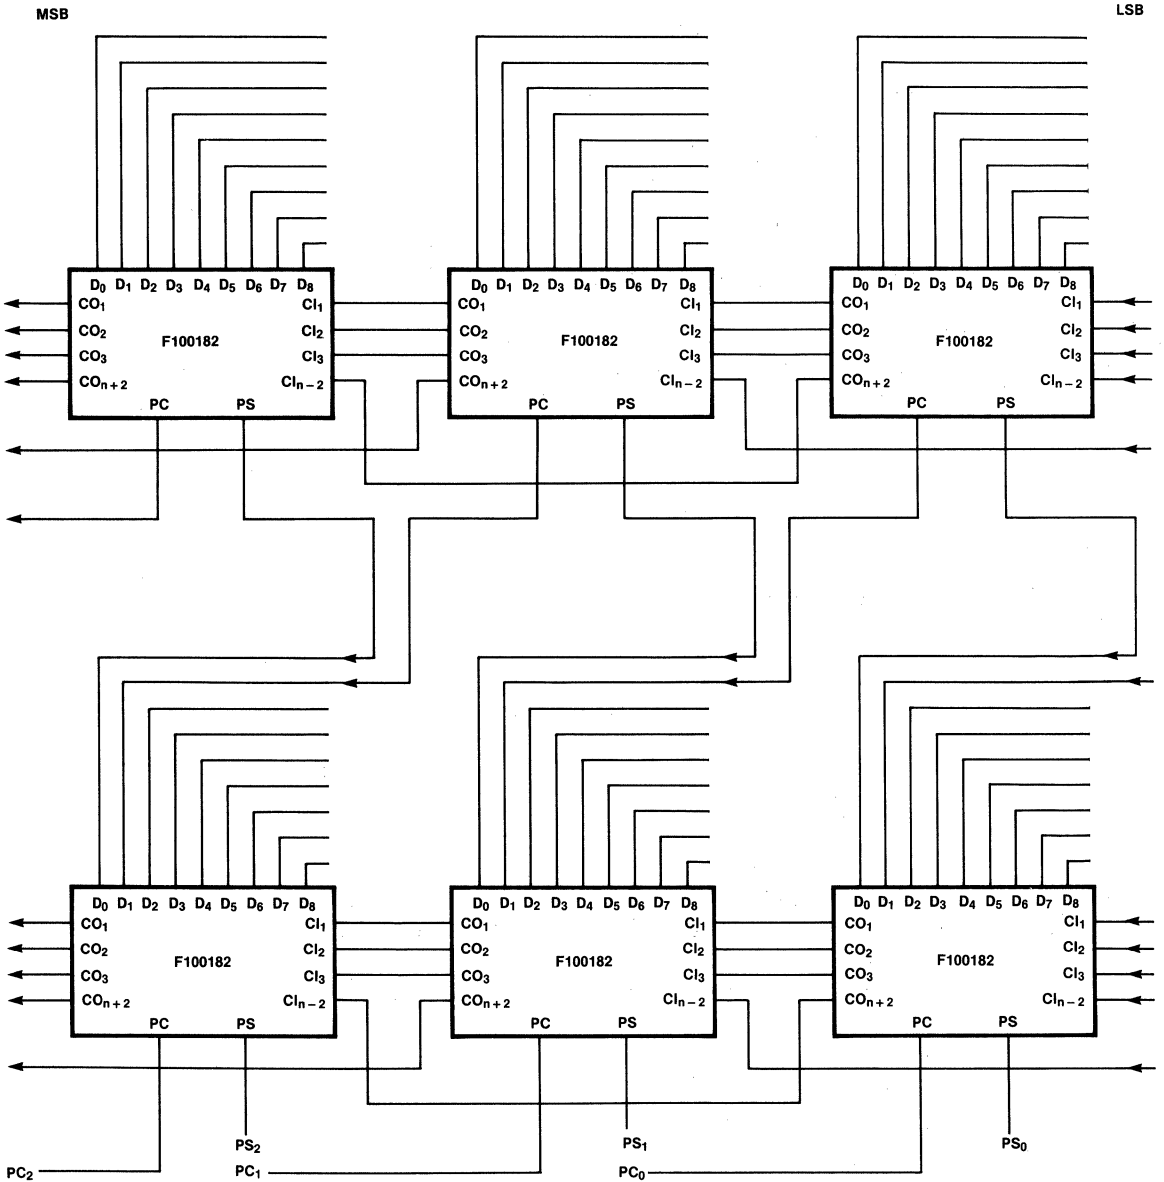 MSB LSB
D0 D1 D2 D3 D4 D5 D6 D7 D8 D0 D1 D2 D3 D4 D5 D6 D7 D8 D0 D1 D2 D3 D4 D5 D6 D7 D8
CO1 CI1 CO1 CI1 CO1 CI1
CO2 CI2 CO2 CI2 CO2 CI2
F100182 F100182 F100182
CO3 CI3 CO3 CI3 CO3 CI3
COn+2 CIn-2 COn+2 CIn-2 COn+2 CIn-2
PC PS PC PS PC PS
D0 D1 D2 D3 D4 D5 D6 D7 D8 D0 D1 D2 D3 D4 D5 D6 D7 D8 D0 D1 D2 D3 D4 D5 D6 D7 D8
CO1 CI1 CO1 CI1 CO1 CI1
CO2 CI2 CO2 CI2 CO2 CI2
F100182 F100182 F100182
CO3 CI3 CO3 CI3 CO3 CI3
COn+2 CIn-2 COn+2 CIn-2 COn+2 CIn-2
PC PS PC PS PC PS
PS2 PS1 PS0
PC2 PC1 PC0